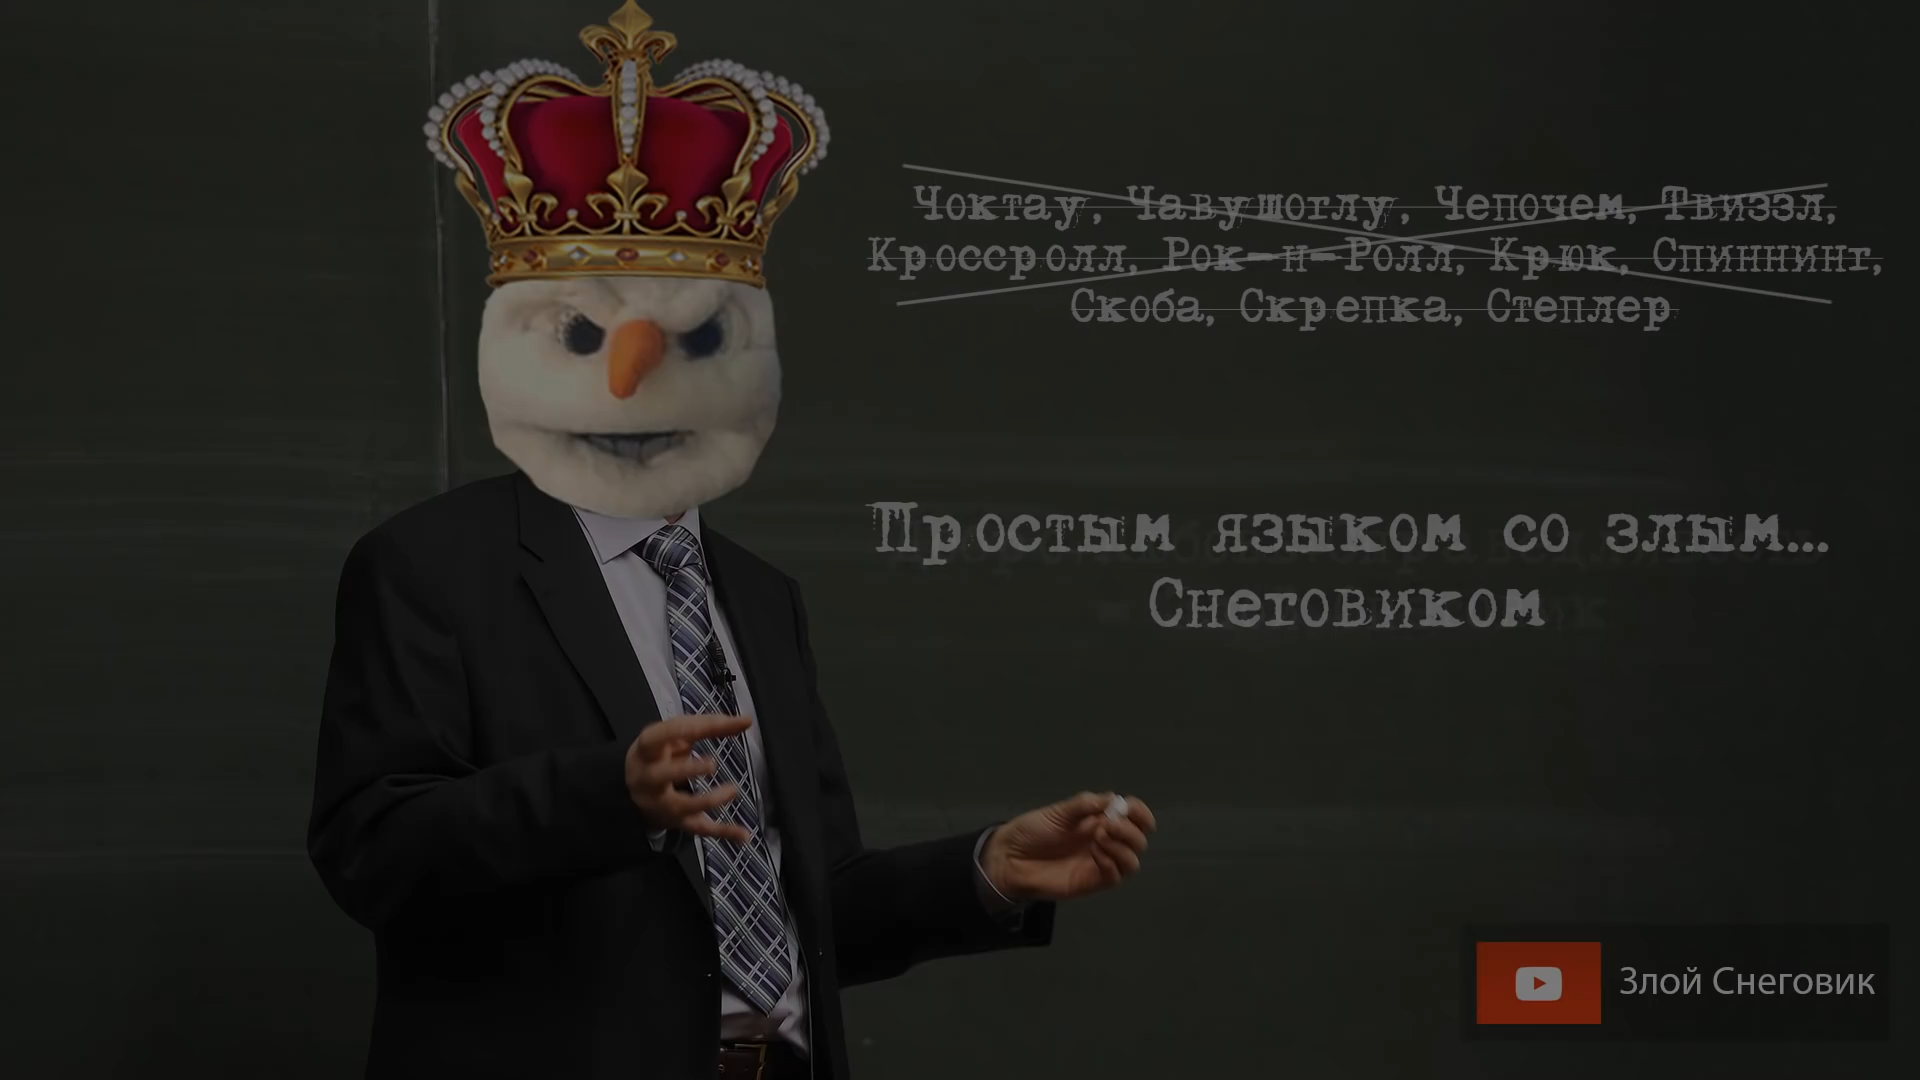 Чоктау, Чавушоглу, Чепочем, Твиззл,
Кроссролл, Рок-н-Ролл, Крюк, Спиннинг,
Скоба, Скрепка, Степлер
Простым языком со злым...
Снеговиком
Злой Снеговик